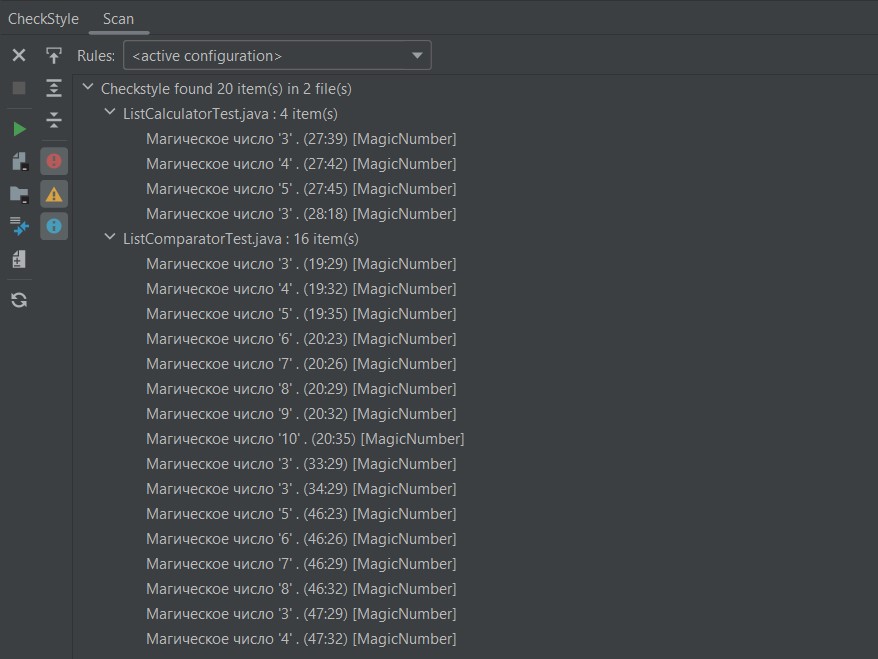 CheckStyle Scan
Rules: <active configuration>
Checkstyle found 20 item(s) in 2 file(s)
ListCalculatorTest.java : 4 item(s)
Магическое число '3' . (27:39) [MagicNumber]
Магическое число '4' . (27:42) [MagicNumber]
Магическое число '5' . (27:45) [MagicNumber]
Магическое число '3' . (28:18) [MagicNumber]
ListComparatorTest.java : 16 item(s)
Магическое число '3' . (19:29) [MagicNumber]
Магическое число '4' . (19:32) [MagicNumber]
Магическое число '5' . (19:35) [MagicNumber]
Магическое число '6' . (20:23) [MagicNumber]
Магическое число '7' . (20:26) [MagicNumber]
Магическое число '8' . (20:29) [MagicNumber]
Магическое число '9' . (20:32) [MagicNumber]
Магическое число '10' . (20:35) [MagicNumber]
Магическое число '3' . (33:29) [MagicNumber]
Магическое число '3' . (34:29) [MagicNumber]
Магическое число '5' . (46:23) [MagicNumber]
Магическое число '6' . (46:26) [MagicNumber]
Магическое число '7' . (46:29) [MagicNumber]
Магическое число '8' . (46:32) [MagicNumber]
Магическое число '3' . (47:29) [MagicNumber]
Магическое число '4' . (47:32) [MagicNumber]